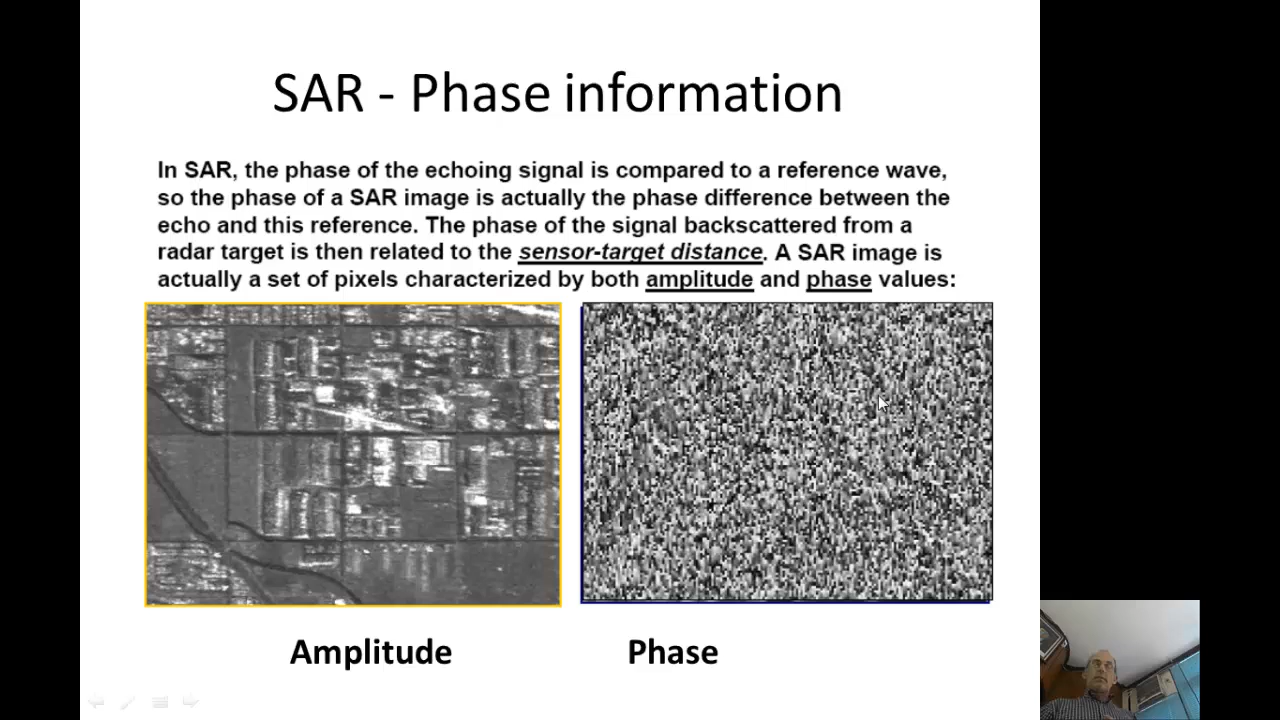 SAR - Phase information
In SAR, the phase of the echoing signal is compared to a reference wave,
so the phase of a SAR image is actually the phase difference between the
echo and this reference. The phase of the signal backscattered from a
radar target is then related to the sensor-target distance. A SAR image is
actually a set of pixels characterized by both amplitude and phase values:
Amplitude
Phase